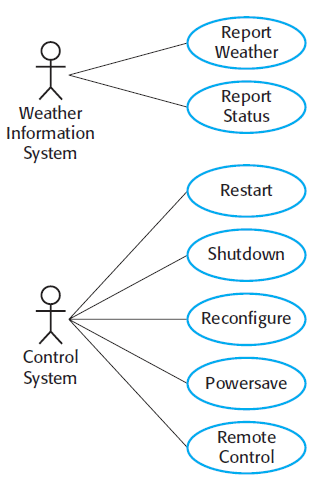 Report
Weather
Report
Status
Weather
Information
System
Restart
Shutdown
Reconfigure
Control
System
Powersave
Remote
Control